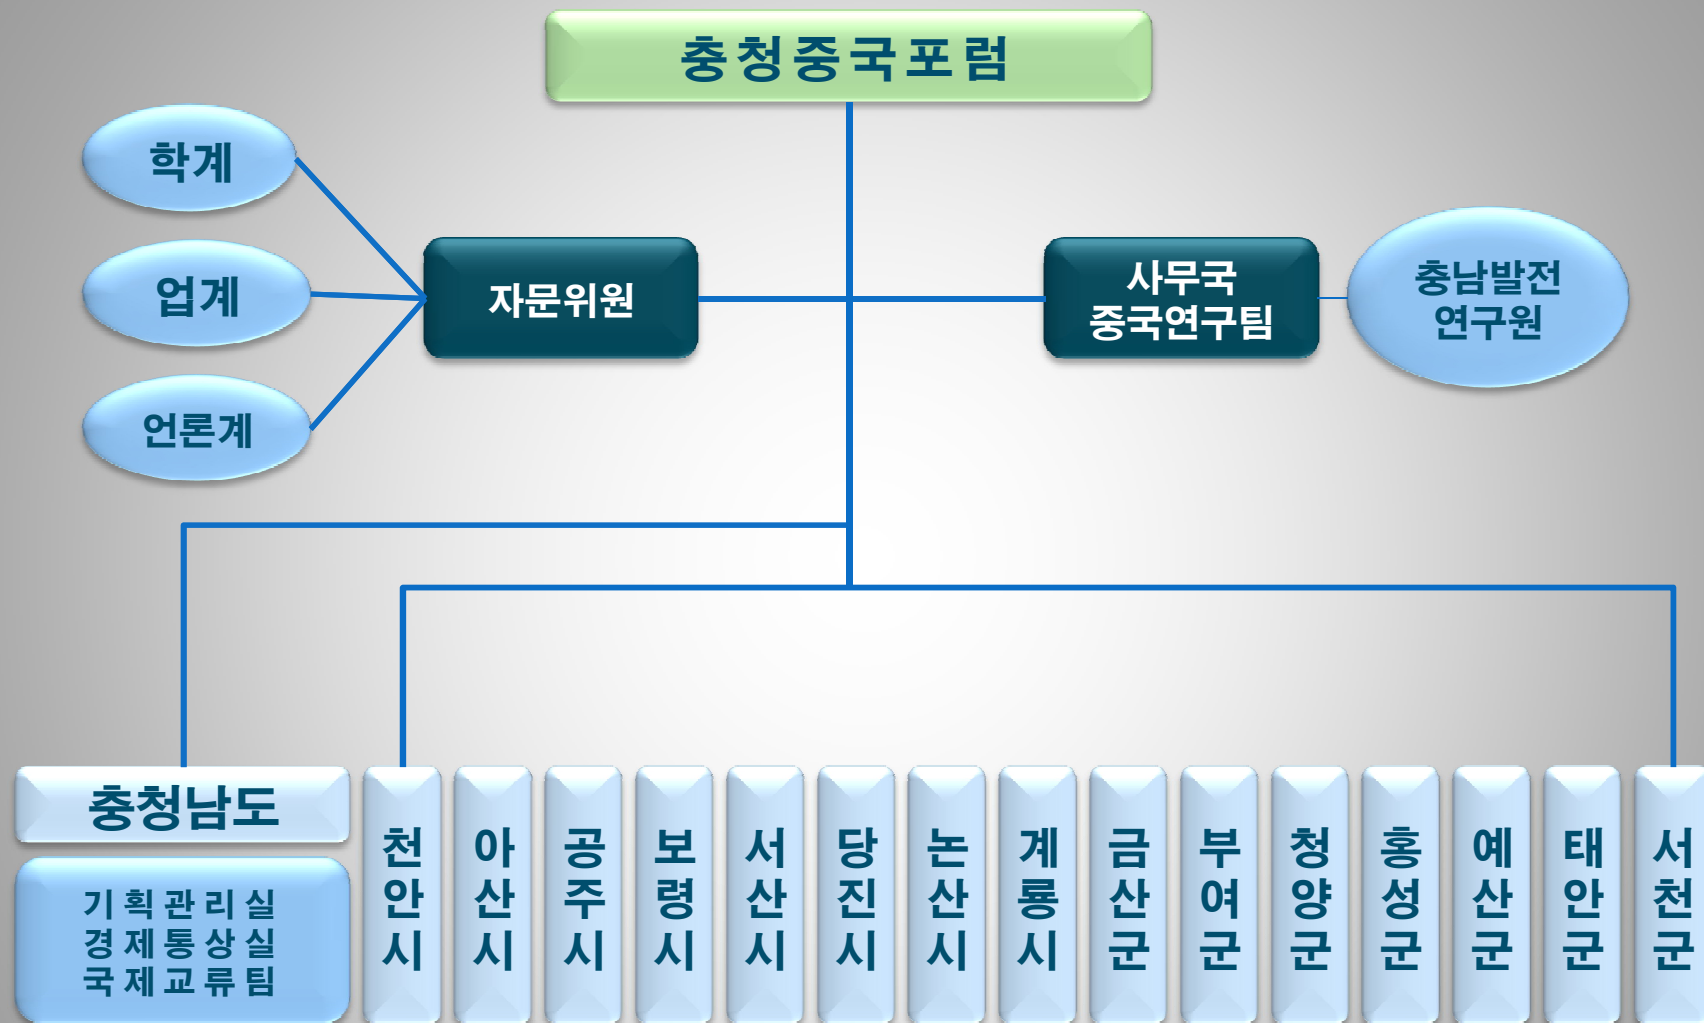 충청중국포럼
학계
업계
언론계
자문위원
사무국
중국연구팀
충남발전
연구원
충청남도
기획관리실
경제통상실
국제교류팀
천안시
아산시
공주시
보령시
서산시
당진시
논산시
계룡시
금산군
부여군
청양군
홍성군
예산군
태안군
서천군